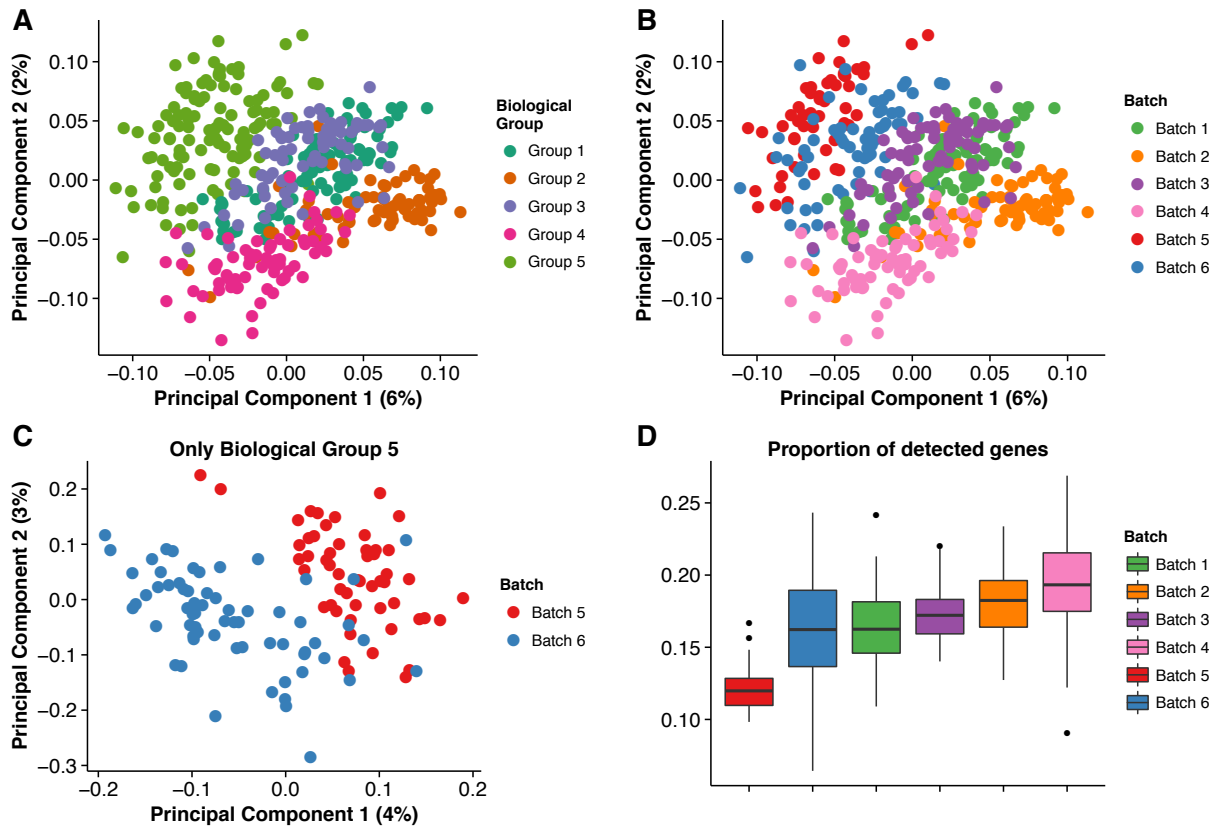 A
Principal Component 2 (2%)
0.10
0.05
0.00
−0.05
−0.10
−0.10
−0.05
0.00
0.05
0.10
Principal Component 1 (6%)
Biological
Group
Group 1
Group 2
Group 3
Group 4
Group 5
B
Principal Component 2 (2%)
0.10
0.05
0.00
−0.05
−0.10
−0.10
−0.05
0.00
0.05
0.10
Principal Component 1 (6%)
Batch
Batch 1
Batch 2
Batch 3
Batch 4
Batch 5
Batch 6
C
Only Biological Group 5
Principal Component 2 (3%)
0.2
0.1
0.0
−0.1
−0.2
−0.3
−0.2
−0.1
0.0
0.1
0.2
Principal Component 1 (4%)
Batch
Batch 5
Batch 6
D
Proportion of detected genes
0.25
0.20
0.15
0.10
Batch
Batch 1
Batch 2
Batch 3
Batch 4
Batch 5
Batch 6